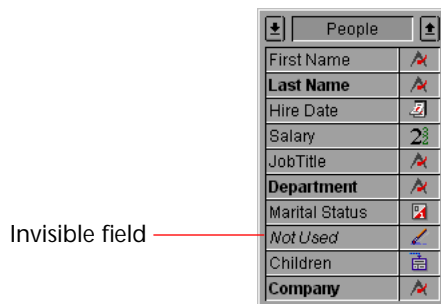 People
First Name
Last Name
Hire Date
Salary
JobTitle
Department
Marital Status
Invisible field
Not Used
Children
Company